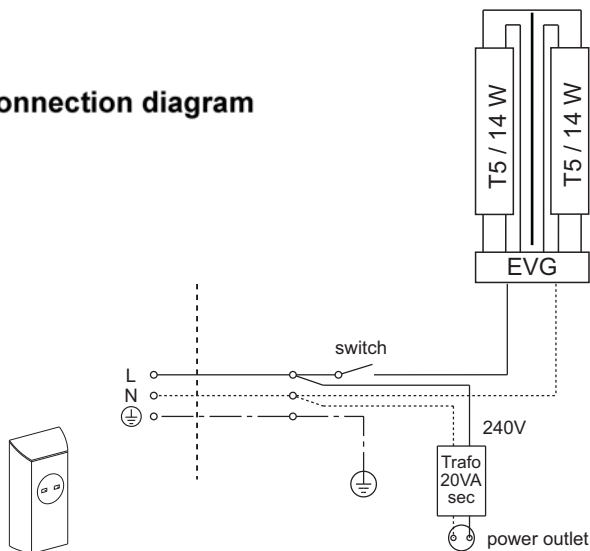 onnection diagram
T5 / 14 W
T5 / 14 W
EVG
switch
L
N
240V
Trafo
20VA
sec
power outlet